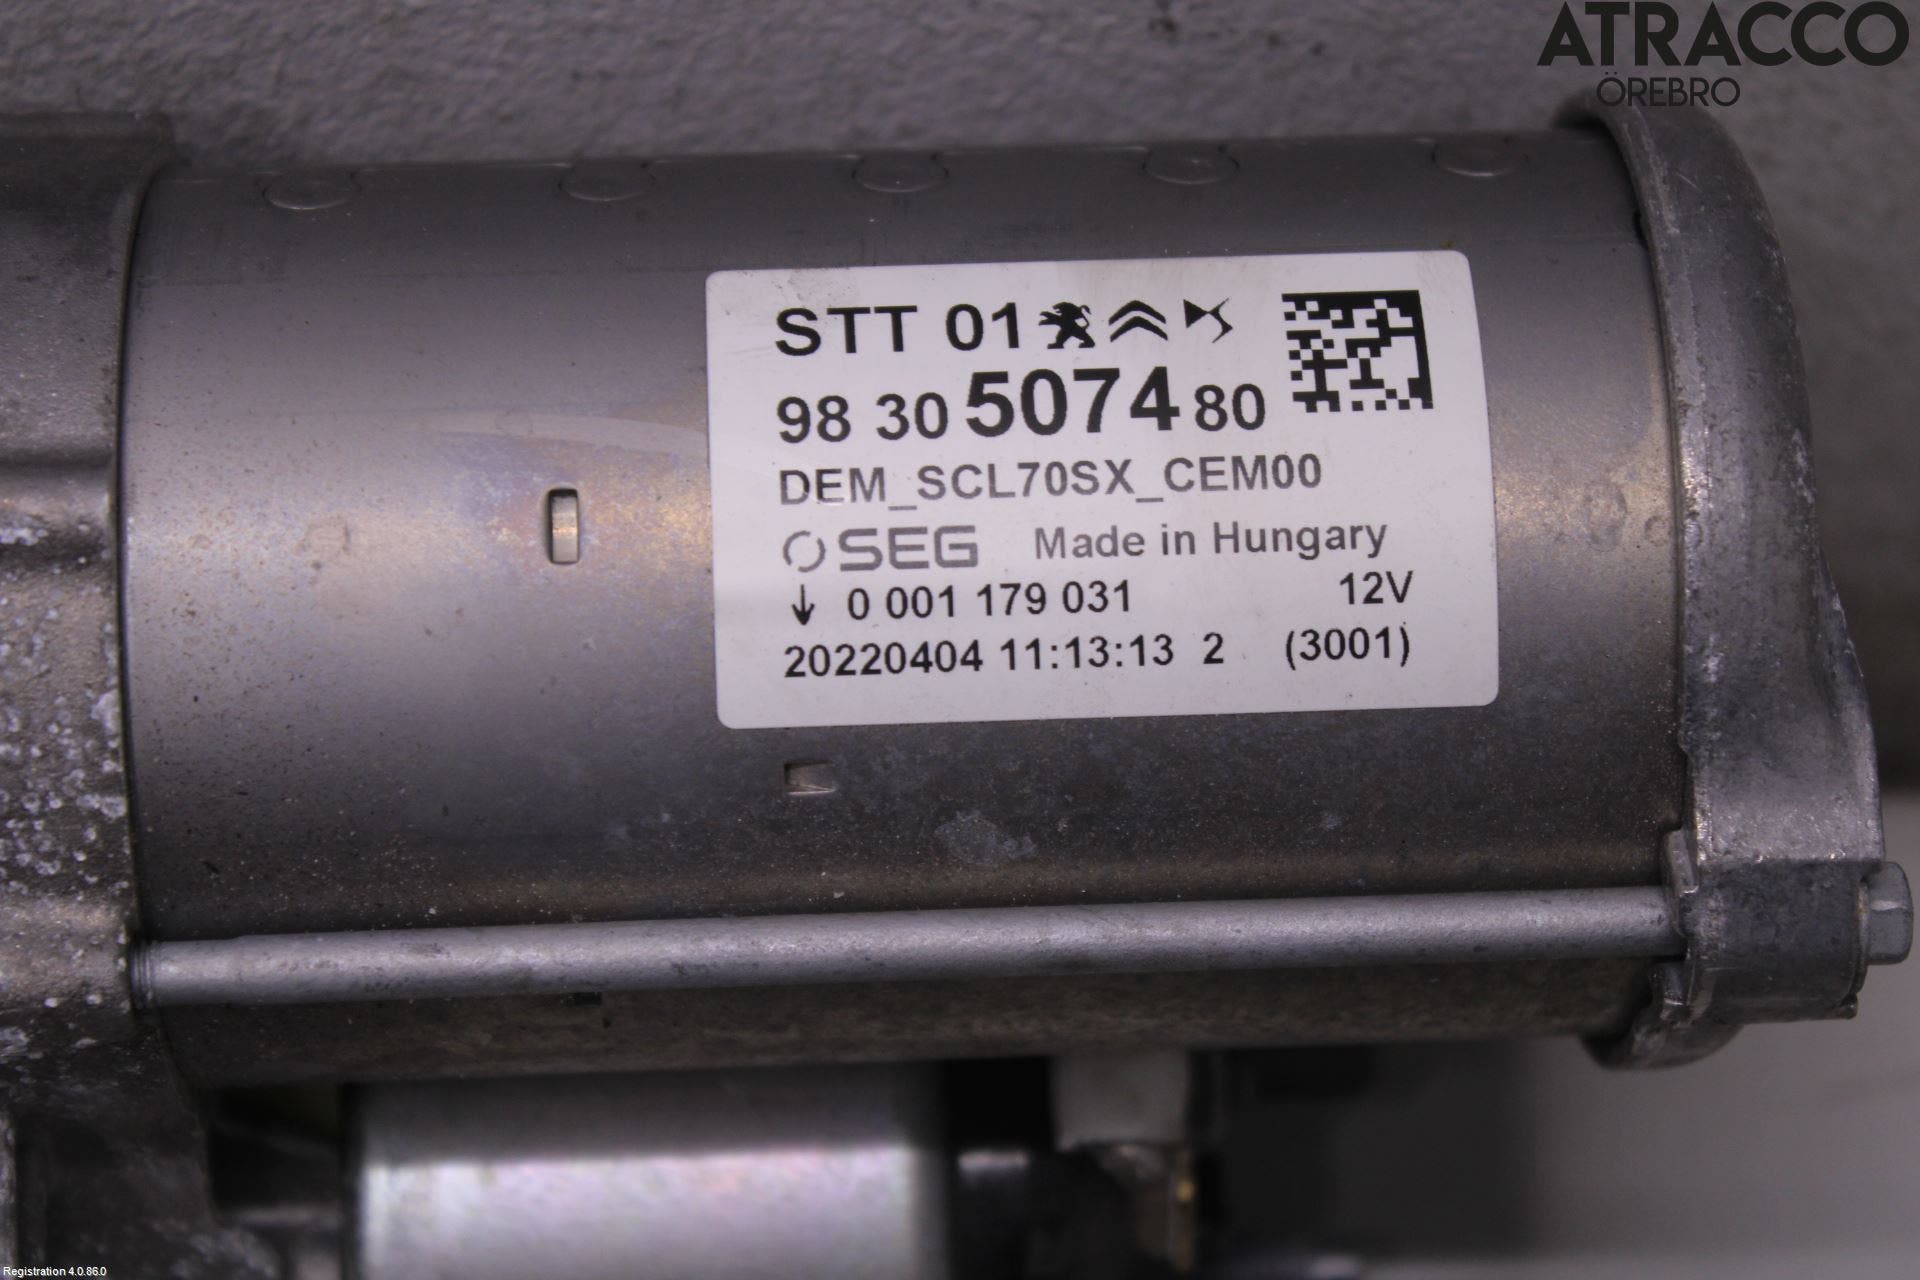 ATRACCO
ÖREBRO
STT 01
98 30 5074 80
DEM_SCL70SX_CEM00
SEG Made in Hungary
0 001 179 031 12V
20220404 11:13:13 2 (3001)
Registration 4.0.86.0